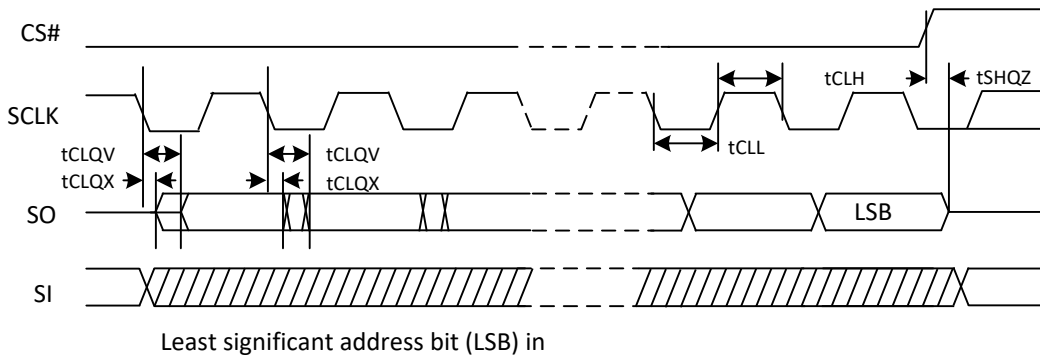 CS#
tCLH
tSHQZ
SCLK
tCLQV
tCLQV
tCLL
tCLQX
tCLQX
SO
LSB
SI
Least significant address bit (LSB) in